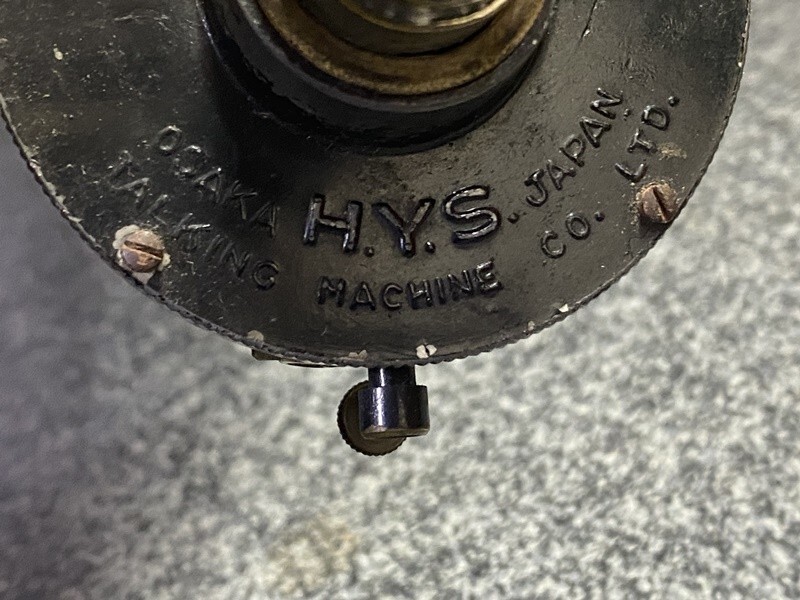 OSAKA H.Y.S. JAPAN
TALKING MACHINE CO. LTD.